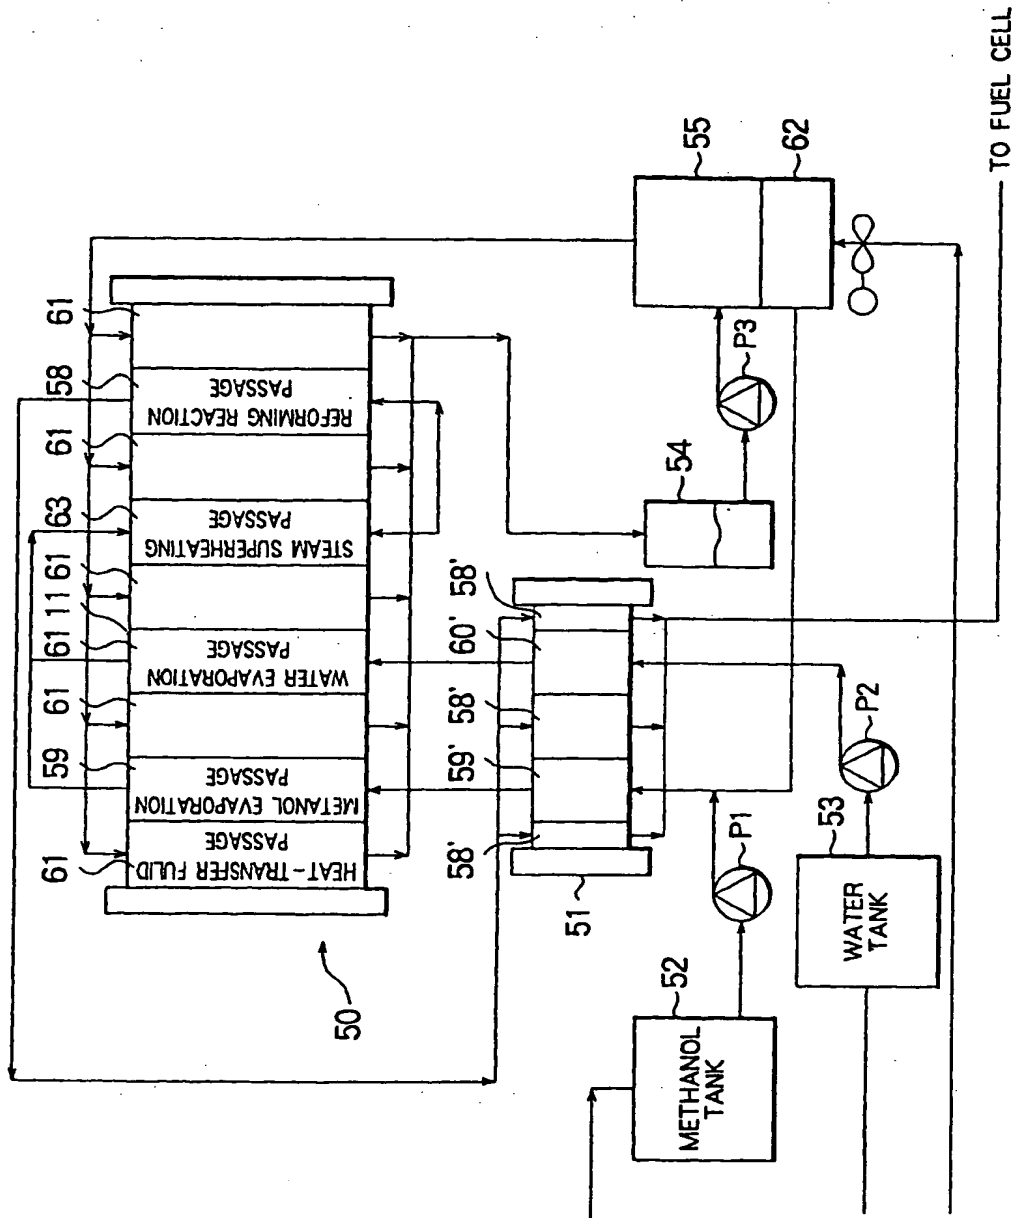 61
59
61
61
11
61
63
61
58
61
HEAT-TRANSFER FULID
PASSAGE
METANOL EVAPORATION
PASSAGE
WATER EVAPORATION
PASSAGE
STEAM SUPERHEATING
PASSAGE
REFORMING REACTION
PASSAGE
50
58'
59'
58'
60'
58'
51
52
54
55
METHANOL
TANK
P1
P3
62
53
P2
WATER
TANK
TO FUEL CELL